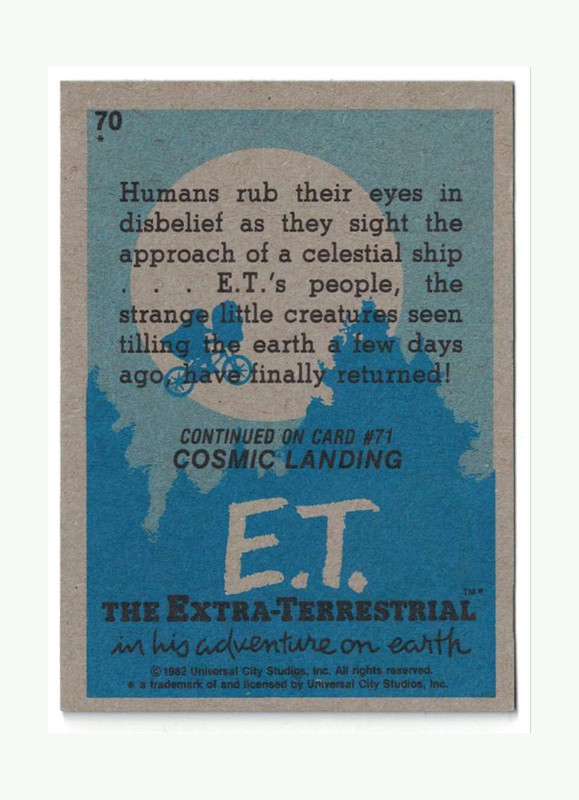 70
*
Humans rub their eyes in
disbelief as they sight the
approach of a celestial ship
. . . E.T.'s people, the
strange little creatures seen
tilling the earth a few days
ago, have finally returned!
CONTINUED ON CARD #71
COSMIC LANDING
E.T.
THE EXTRA-TERRESTRIAL™*
in his adventure on earth
© 1982 Universal City Studios, Inc. All rights reserved.
* a trademark of and licensed by Universal City Studios, Inc.